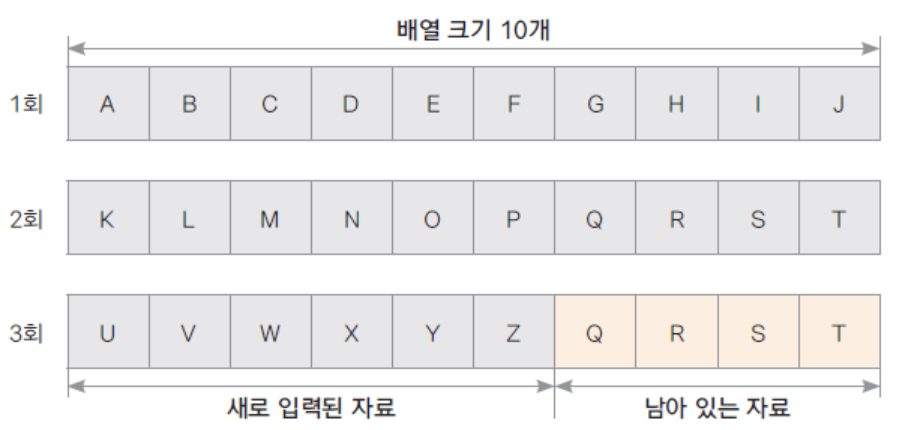 배열 크기 10개
1회 A B C D E F G H I J
2회 K L M N O P Q R S T
3회 U V W X Y Z Q R S T
새로 입력된 자료 남아 있는 자료